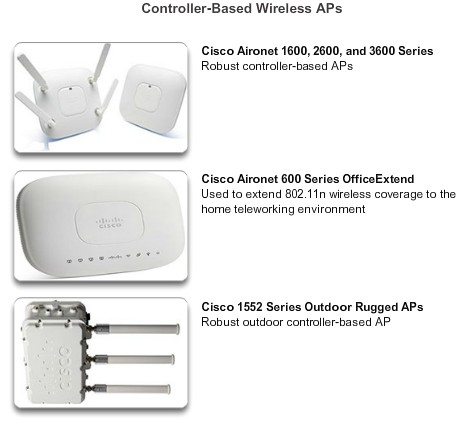 Controller-Based Wireless APs
Cisco Aironet 1600, 2600, and 3600 Series
Robust controller-based APs
Cisco Aironet 600 Series OfficeExtend
Used to extend 802.11n wireless coverage to the
home teleworking environment
CISCO
Cisco 1552 Series Outdoor Rugged APs
Robust outdoor controller-based AP
CISCO